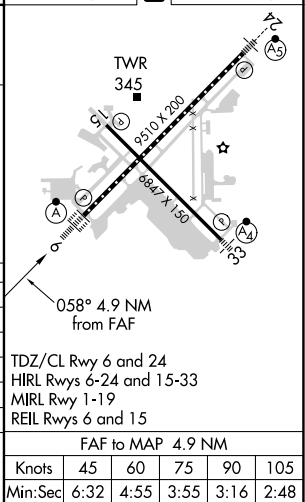 24
A5
P
TWR
345
15
P
9510 X 200
X
X
6847 X 150
P
A
X
P
A4
6
33
058° 4.9 NM
from FAF
TDZ/CL Rwy 6 and 24
HIRL Rwys 6-24 and 15-33
MIRL Rwy 1-19
REIL Rwys 6 and 15
FAF to MAP 4.9 NM
Knots 45 60 75 90 105
Min:Sec 6:32 4:55 3:55 3:16 2:48